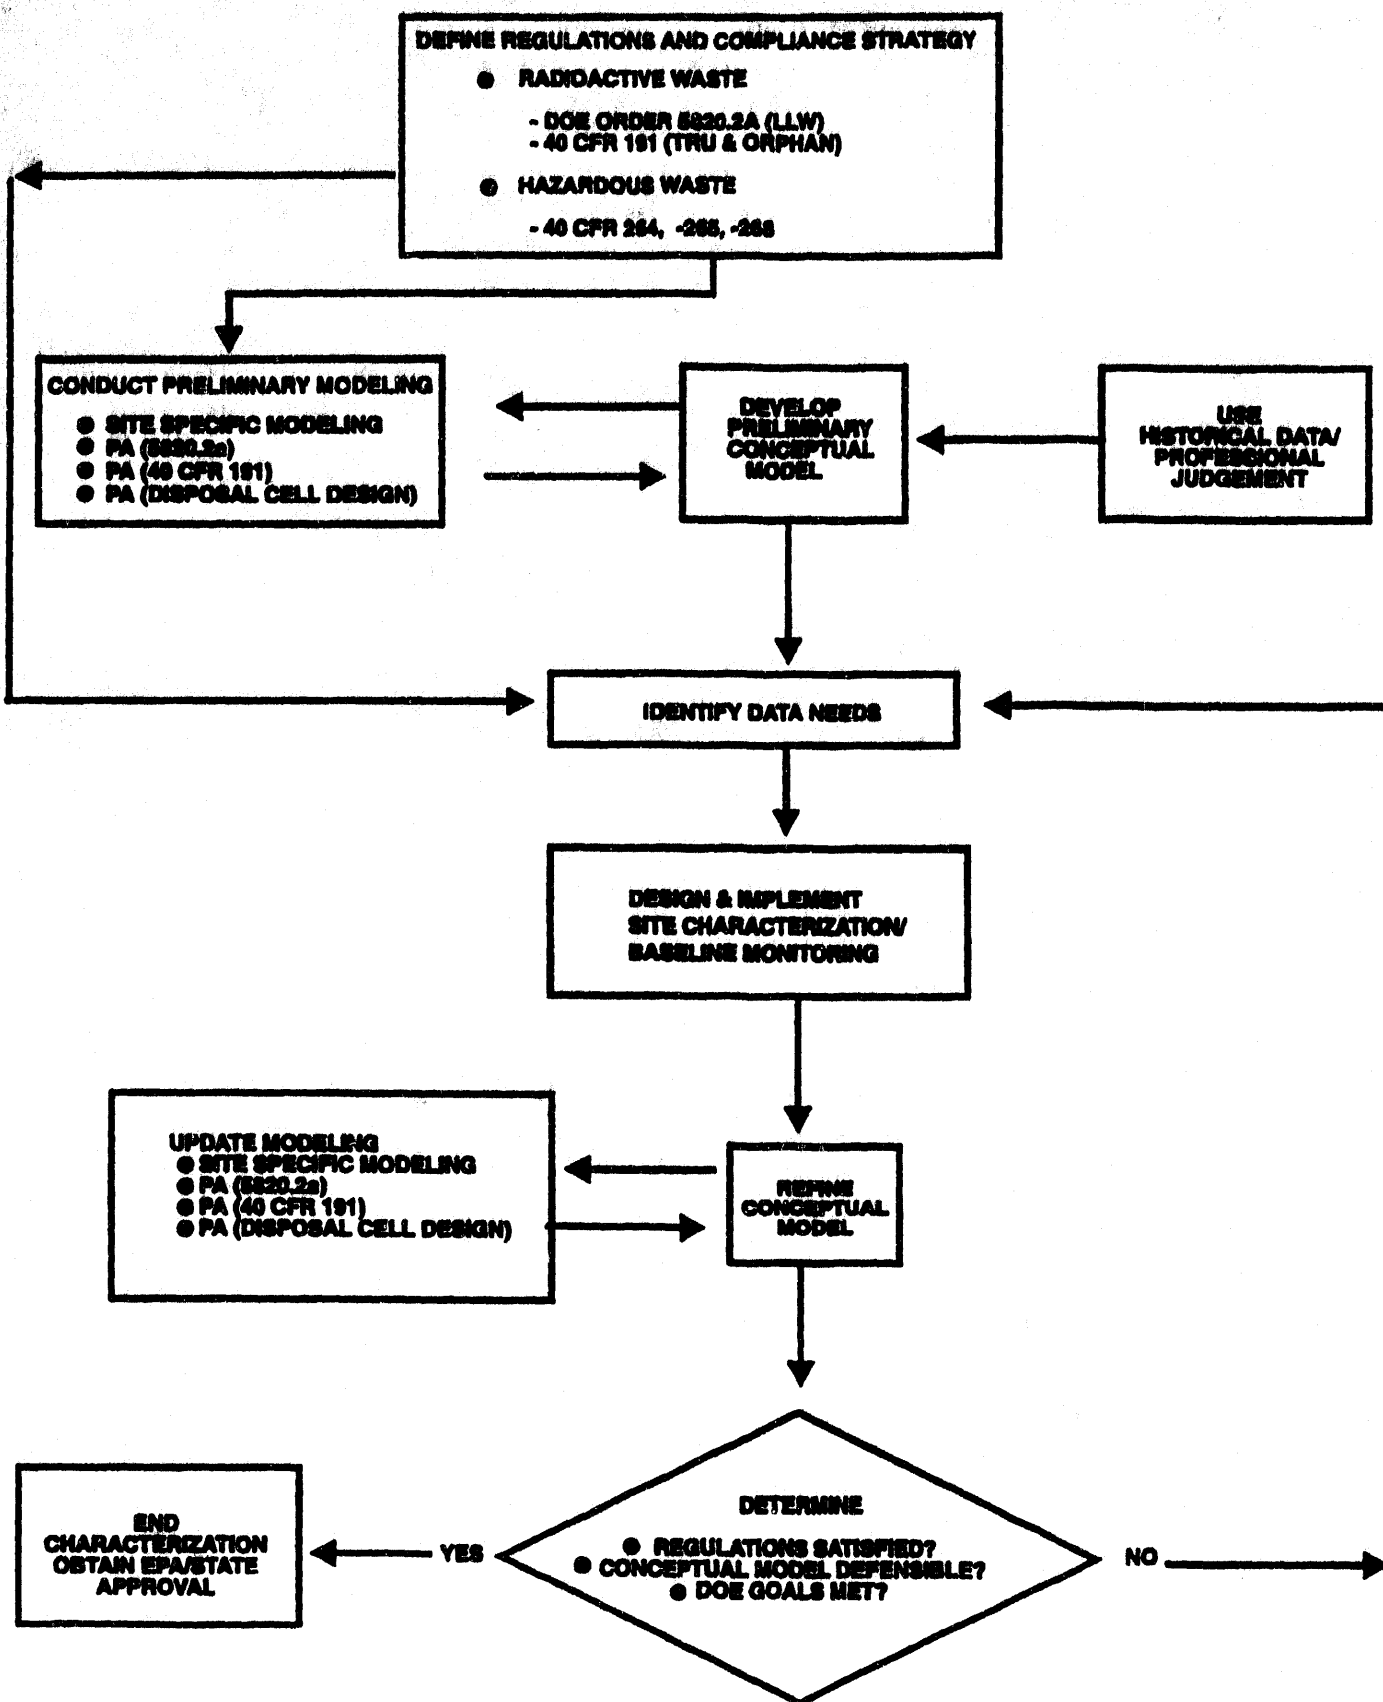 DEFINE REGULATIONS AND COMPLIANCE STRATEGY
● RADIOACTIVE WASTE
- DOE ORDER 5820.2A (LLW)
- 40 CFR 191 (TRU & ORPHAN)
● HAZARDOUS WASTE
- 40 CFR 264, -265, -268
CONDUCT PRELIMINARY MODELING
● SITE SPECIFIC MODELING
● PA (5820.2a)
● PA (40 CFR 191)
● PA (DISPOSAL CELL DESIGN)
DEVELOP
PRELIMINARY
CONCEPTUAL
MODEL
USE
HISTORICAL DATA/
PROFESSIONAL
JUDGEMENT
IDENTIFY DATA NEEDS
DESIGN & IMPLEMENT
SITE CHARACTERIZATION/
BASELINE MONITORING
UPDATE MODELING
● SITE SPECIFIC MODELING
● PA (5820.2a)
● PA (40 CFR 191)
● PA (DISPOSAL CELL DESIGN)
REFINE
CONCEPTUAL
MODEL
END
CHARACTERIZATION
OBTAIN EPA/STATE
APPROVAL
YES
DETERMINE
● REGULATIONS SATISFIED?
● CONCEPTUAL MODEL DEFENSIBLE?
● DOE GOALS MET?
NO